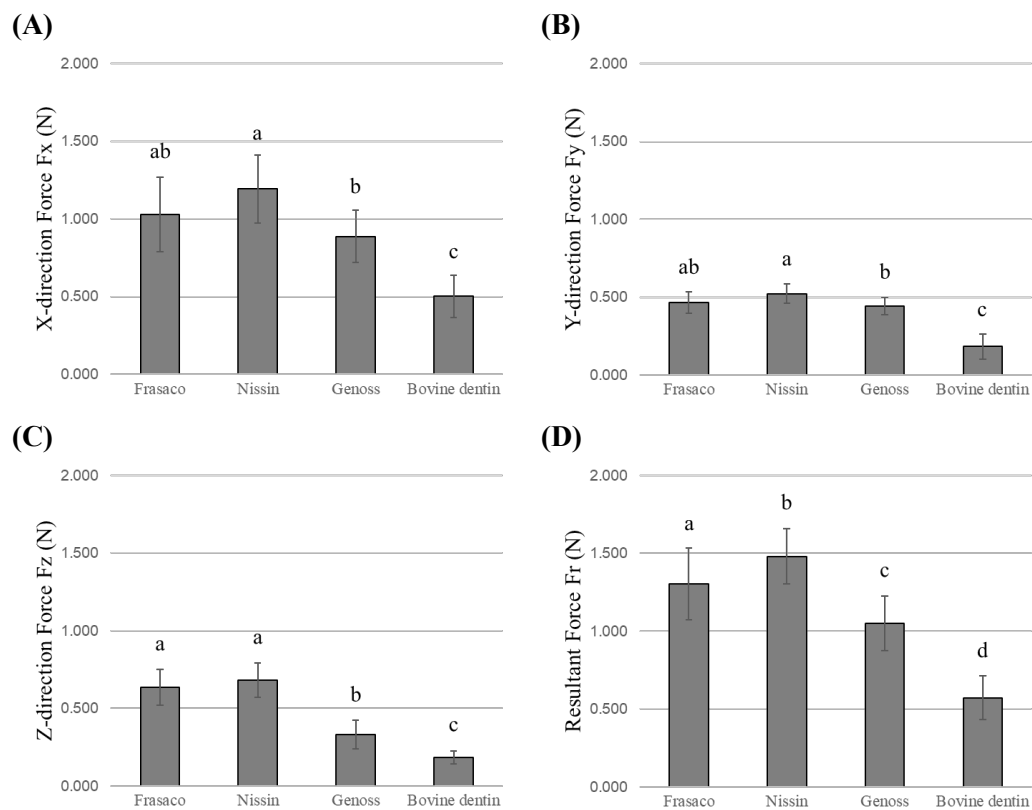 (A)
X-direction Force Fx (N)
2.000
1.500
1.000
0.500
0.000
ab
a
b
c
Frasaco Nissin Genoss Bovine dentin
(B)
Y-direction Force Fy (N)
2.000
1.500
1.000
0.500
0.000
ab
a
b
c
Frasaco Nissin Genoss Bovine dentin
(C)
Z-direction Force Fz (N)
2.000
1.500
1.000
0.500
0.000
a
a
b
c
Frasaco Nissin Genoss Bovine dentin
(D)
Resultant Force Fr (N)
2.000
1.500
1.000
0.500
0.000
a
b
c
d
Frasaco Nissin Genoss Bovine dentin